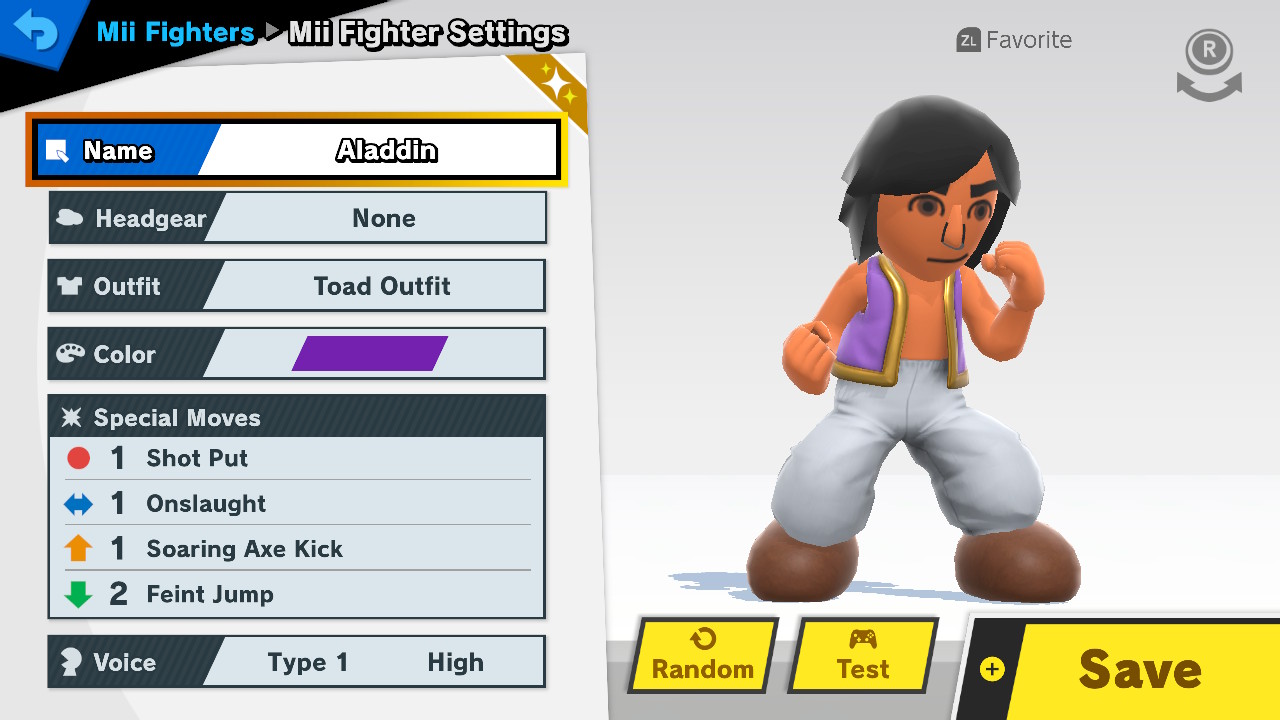 Mii Fighters ▶ Mii Fighter Settings
ZL Favorite
R
Name Aladdin
Headgear None
Outfit Toad Outfit
Color
Special Moves
1 Shot Put
1 Onslaught
1 Soaring Axe Kick
2 Feint Jump
Voice Type 1 High
Random
Test
+ Save